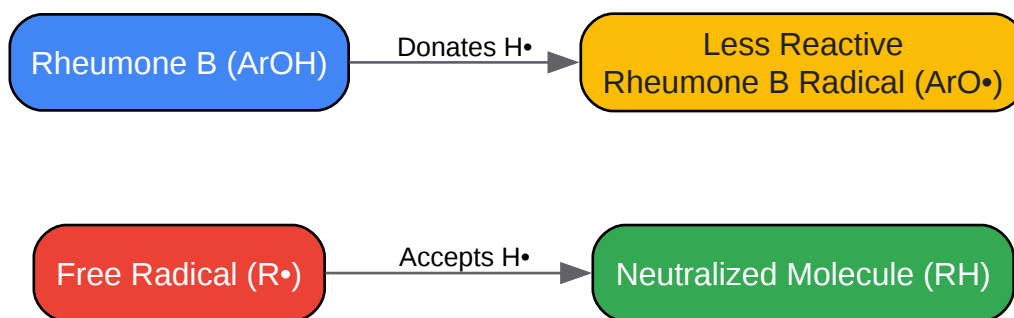 Rheumone B (ArOH)
Donates H•
Less Reactive
Rheumone B Radical (ArO•)
Free Radical (R•)
Accepts H•
Neutralized Molecule (RH)